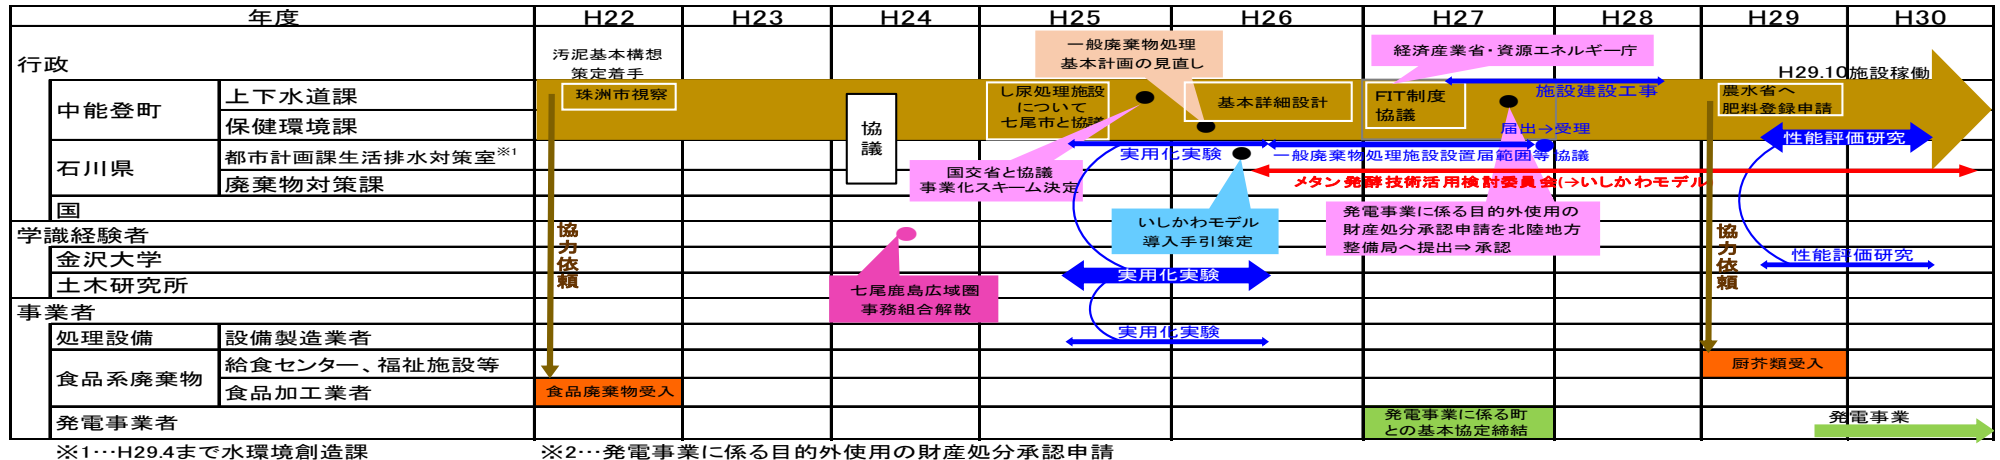 年度 H22 H23 H24 H25 H26 H27 H28 H29 H30
行政
汚泥基本構想
策定着手
一般廃棄物処理
基本計画の見直し
経済産業省・資源エネルギー庁
H29.10施設稼働
中能登町
上下水道課
保健環境課
珠洲市視察
協
議
し尿処理施設
について
七尾市と協議
基本詳細設計
FIT制度
協議
施設建設工事
農水省へ
肥料登録申請
届出→受理
性能評価研究
石川県
都市計画課生活排水対策室※1
廃棄物対策課
実用化実験
一般廃棄物処理施設設置届範囲等協議
国交省と協議
事業化スキーム決定
メタン発酵技術活用検討委員会(→いしかわモデル)
国
いしかわモデル
導入手引策定
発電事業に係る目的外使用の
財産処分承認申請を北陸地方
整備局へ提出⇒承認
学識経験者
金沢大学
土木研究所
協
力
依
頼
協
力
依
頼
性能評価研究
実用化実験
七尾鹿島広域圏
事務組合解散
事業者
処理設備
設備製造業者
実用化実験
食品系廃棄物
給食センター、福祉施設等
厨芥類受入
食品加工業者
食品廃棄物受入
発電事業者
発電事業に係る町
との基本協定締結
発電事業
※1…H29.4まで水環境創造課
※2…発電事業に係る目的外使用の財産処分承認申請